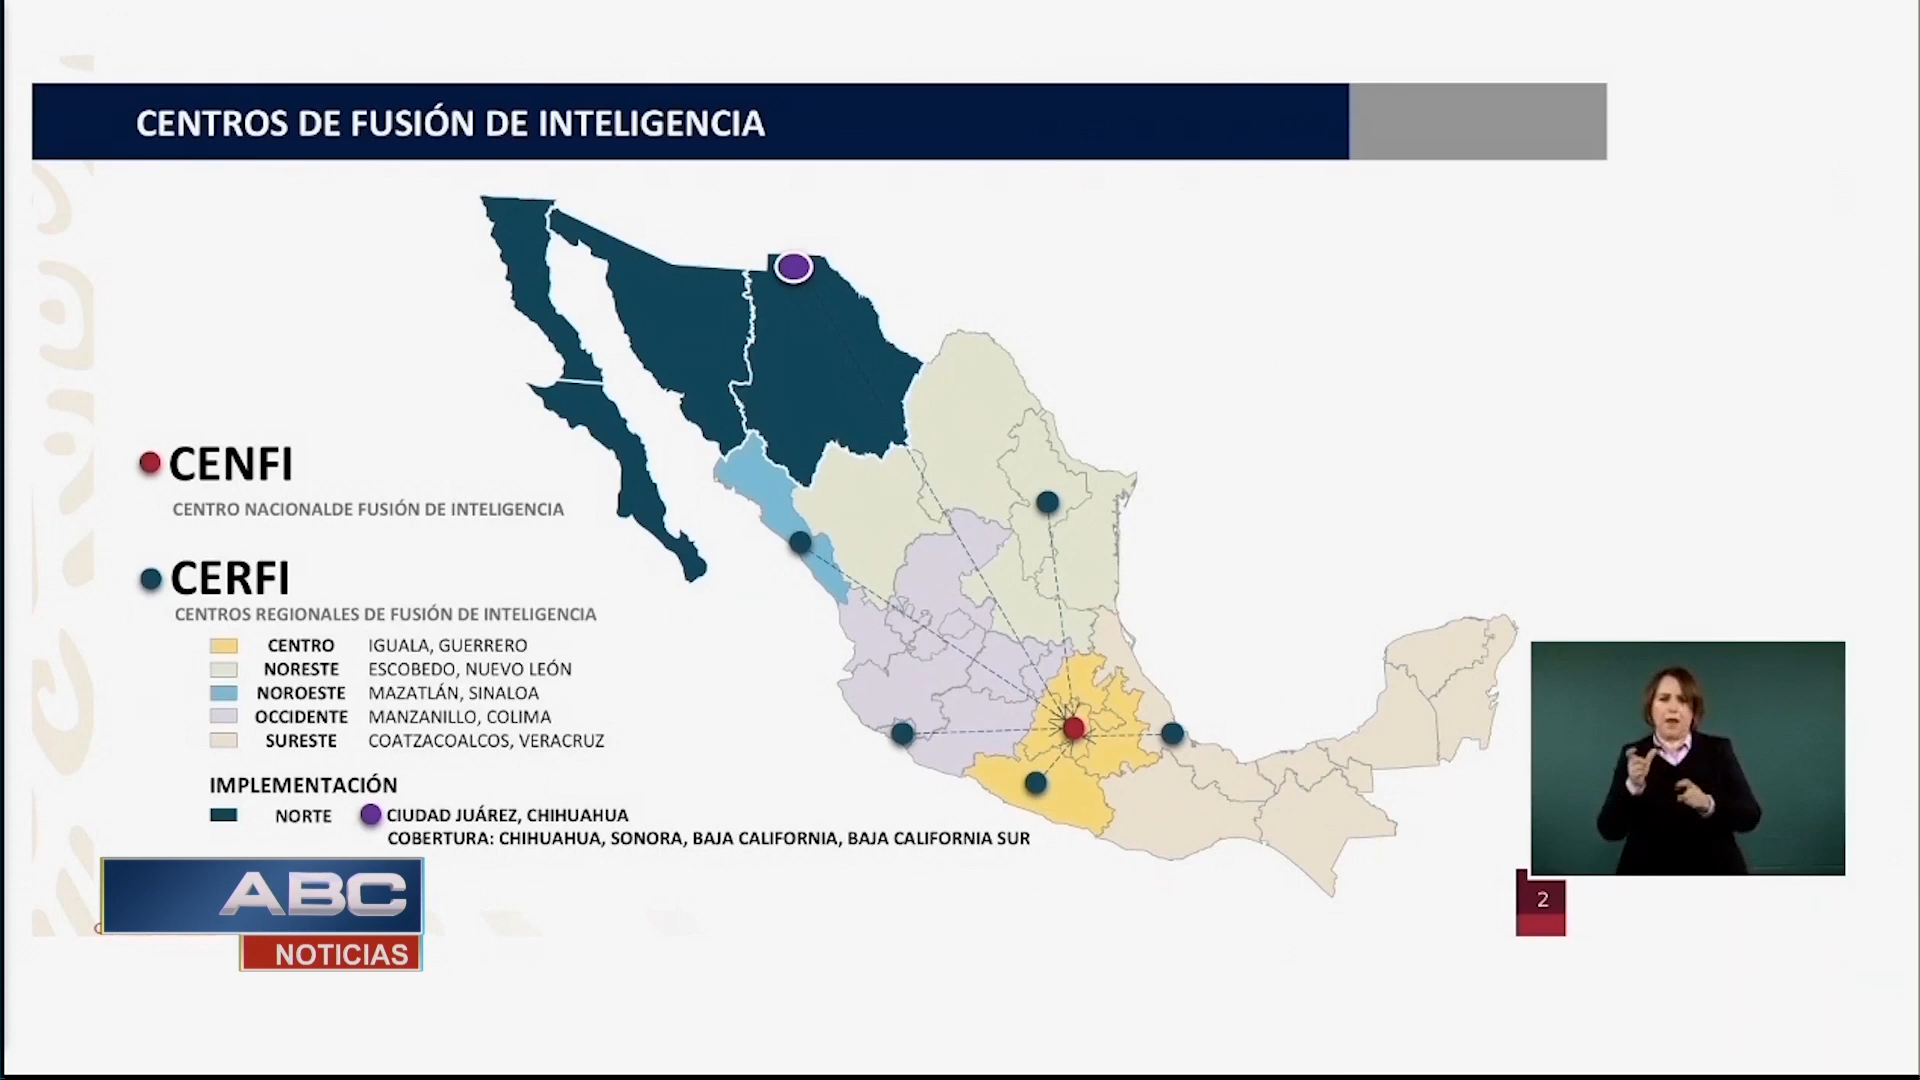 CENTROS DE FUSIÓN DE INTELIGENCIA
CENFI
CENTRO NACIONALDE FUSIÓN DE INTELIGENCIA
CERFI
CENTROS REGIONALES DE FUSIÓN DE INTELIGENCIA
CENTRO IGUALA, GUERRERO
NORESTE ESCOBEDO, NUEVO LEÓN
NOROESTE MAZATLÁN, SINALOA
OCCIDENTE MANZANILLO, COLIMA
SURESTE COATZACOALCOS, VERACRUZ
IMPLEMENTACIÓN
NORTE CIUDAD JUÁREZ, CHIHUAHUA
COBERTURA: CHIHUAHUA, SONORA, BAJA CALIFORNIA, BAJA CALIFORNIA SUR
ABC
NOTICIAS
2